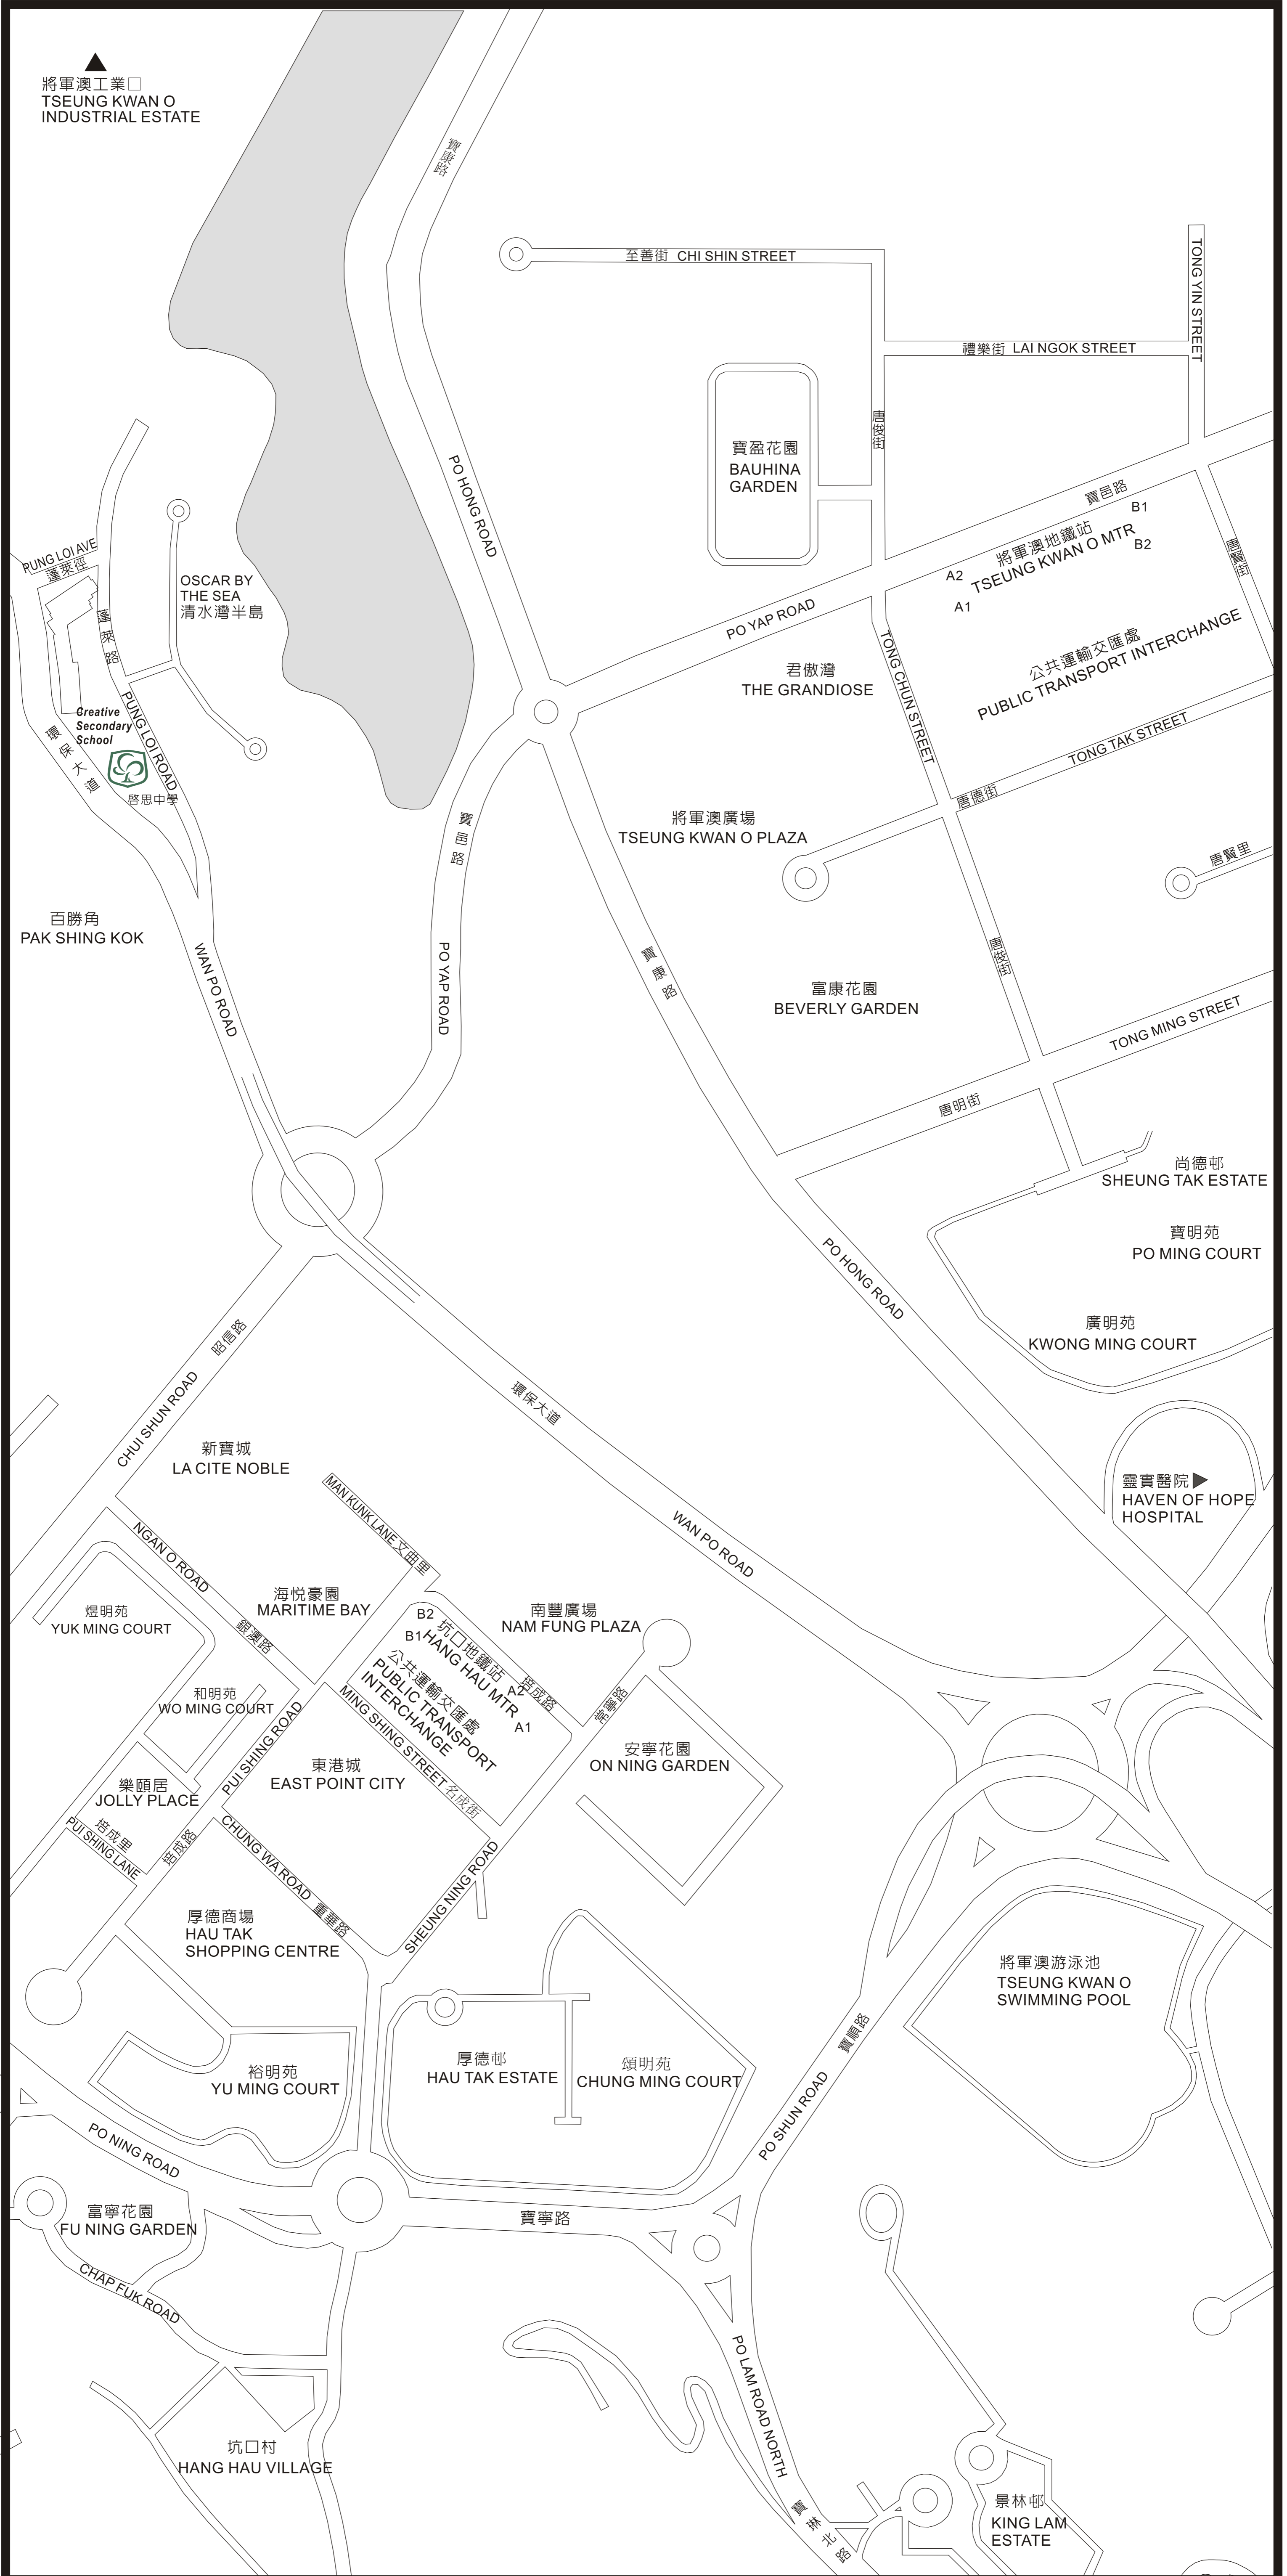 將軍澳工業□
TSEUNG KWAN O
INDUSTRIAL ESTATE
寶康路
至善街 CHI SHIN STREET
TONG YIN STREET
禮樂街 LAI NGOK STREET
唐俊街
寶盈花園
BAUHINA
GARDEN
PO HONG ROAD
寶邑路
B1
將軍澳地鐵站
TSEUNG KWAN O MTR
B2
A2
A1
唐賢街
PUNG LOI AVE
蓬萊徑
OSCAR BY
THE SEA
清水灣半島
蓬萊路
PO YAP ROAD
公共運輸交匯處
PUBLIC TRANSPORT INTERCHANGE
君傲灣
THE GRANDIOSE
TONG CHUN STREET
PUNG LOI ROAD
Creative
Secondary
School
啓思中學
環保大道
TONG TAK STREET
唐德街
將軍澳廣場
TSEUNG KWAN O PLAZA
寶邑路
唐賢里
百勝角
PAK SHING KOK
WAN PO ROAD
PO YAP ROAD
寶康路
唐俊街
富康花園
BEVERLY GARDEN
TONG MING STREET
唐明街
尚德邨
SHEUNG TAK ESTATE
寶明苑
PO MING COURT
PO HONG ROAD
廣明苑
KWONG MING COURT
昭信路
CHUI SHUN ROAD
環保大道
新寶城
LA CITE NOBLE
靈實醫院
HAVEN OF HOPE
HOSPITAL
MAN KUNK LANE 文曲里
WAN PO ROAD
NGAN O ROAD
銀澳路
海悦豪園
MARITIME BAY
煜明苑
YUK MING COURT
南豐廣場
NAM FUNG PLAZA
B2
B1
坑口地鐵站
HANG HAU MTR
A2
A1
培成路
公共運輸交匯處
PUBLIC TRANSPORT
INTERCHANGE
常寧路
和明苑
WO MING COURT
PUI SHING ROAD
MING SHING STREET 名成街
安寧花園
ON NING GARDEN
東港城
EAST POINT CITY
樂頤居
JOLLY PLACE
培成里
PUI SHING LANE
培成路
CHUNG WA ROAD 重華路
SHEUNG NING ROAD
厚德商場
HAU TAK
SHOPPING CENTRE
將軍澳游泳池
TSEUNG KWAN O
SWIMMING POOL
寶順路
PO SHUN ROAD
裕明苑
YU MING COURT
厚德邨
HAU TAK ESTATE
頌明苑
CHUNG MING COURT
PO NING ROAD
寶寧路
富寧花園
FU NING GARDEN
CHAP FUK ROAD
PO LAM ROAD NORTH
寶琳北路
坑口村
HANG HAU VILLAGE
景林邨
KING LAM
ESTATE